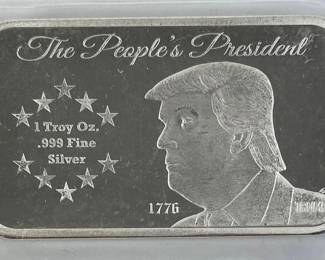 The People's President
1 Troy Oz.
.999 Fine
Silver
1776